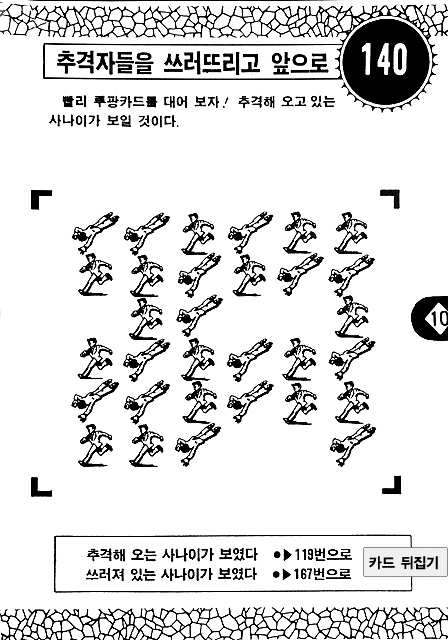 추격자들을 쓰러뜨리고 앞으로
140
빨리 투광카드를 대어 보자! 추격해 오고 있는
사나이가 보일 것이다.
10
추격해 오는 사나이가 보였다 ●▶119번으로
쓰러져 있는 사나이가 보였다 ●▶167번으로
카드 뒤집기